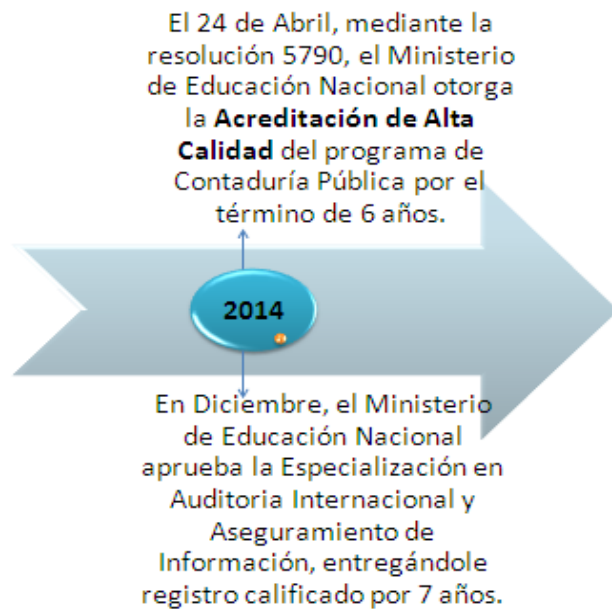 El 24 de Abril, mediante la
resolución 5790, el Ministerio
de Educación Nacional otorga
la Acreditación de Alta
Calidad del programa de
Contaduría Pública por el
término de 6 años.
2014
En Diciembre, el Ministerio
de Educación Nacional
aprueba la Especialización en
Auditoria Internacional y
Aseguramiento de
Información, entregándole
registro calificado por 7 años.